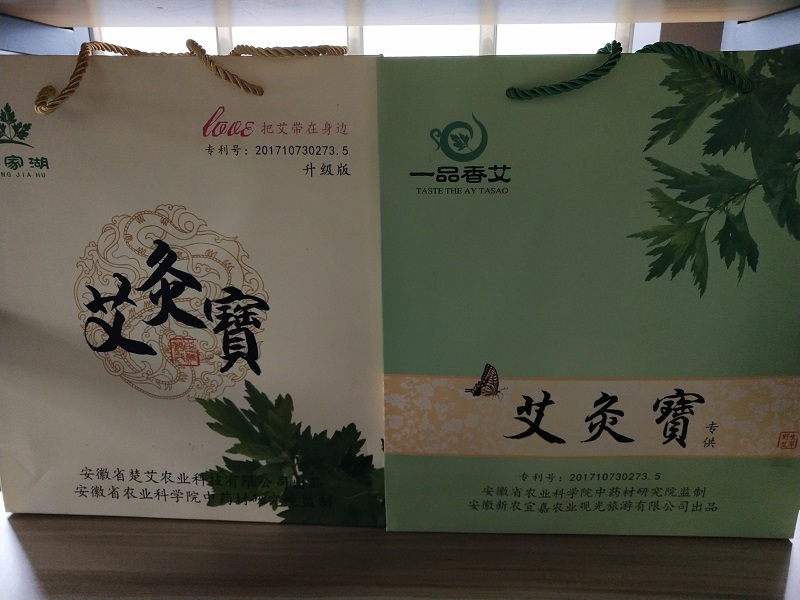 家湖
NG JIA HU
love 把艾带在身边
专利号：201710730273.5
升级版
艾灸寶
安徽省楚艾农业科技有限公司
安徽省农业科学院中药材研究院监制
一品香艾
TASTE THE AY TASAO
艾灸寶
专供
专利号：201710730273.5
安徽省农业科学院中药材研究院监制
安徽新农宜嘉农业观光旅游有限公司出品